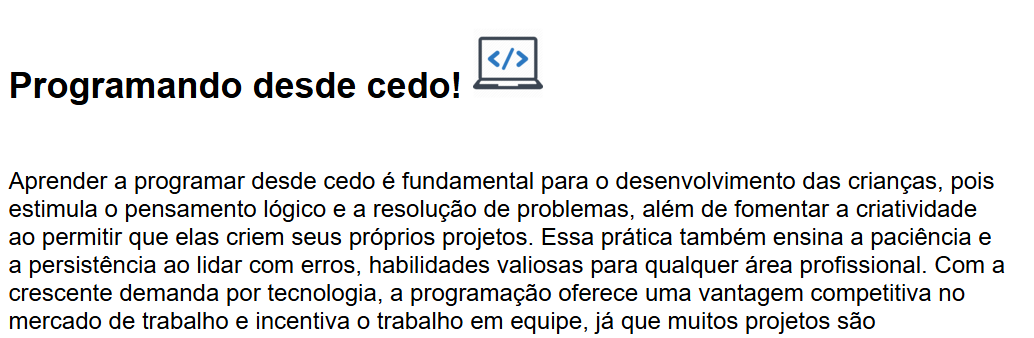 Programando desde cedo! </>
Aprender a programar desde cedo é fundamental para o desenvolvimento das crianças, pois
estimula o pensamento lógico e a resolução de problemas, além de fomentar a criatividade
ao permitir que elas criem seus próprios projetos. Essa prática também ensina a paciência e
a persistência ao lidar com erros, habilidades valiosas para qualquer área profissional. Com a
crescente demanda por tecnologia, a programação oferece uma vantagem competitiva no
mercado de trabalho e incentiva o trabalho em equipe, já que muitos projetos são